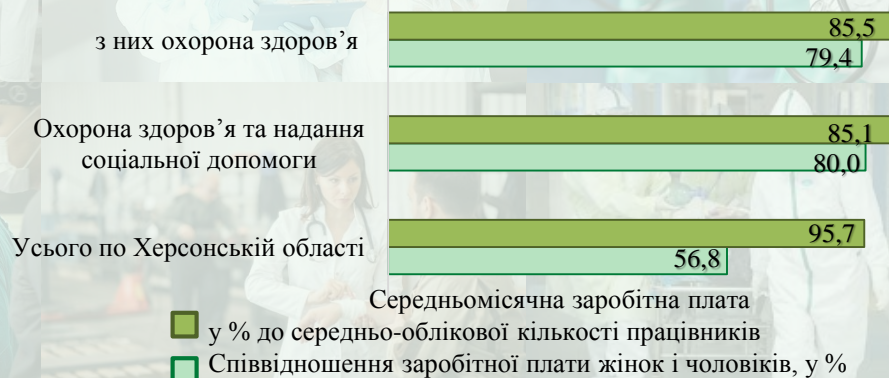 з них охорона здоров’я
85,5
79,4
Охорона здоров’я та надання
соціальної допомоги
85,1
80,0
Усього по Херсонській області
95,7
56,8
Середньомісячна заробітна плата
у % до середньо-облікової кількості працівників
Співвідношення заробітної плати жінок і чоловіків, у %